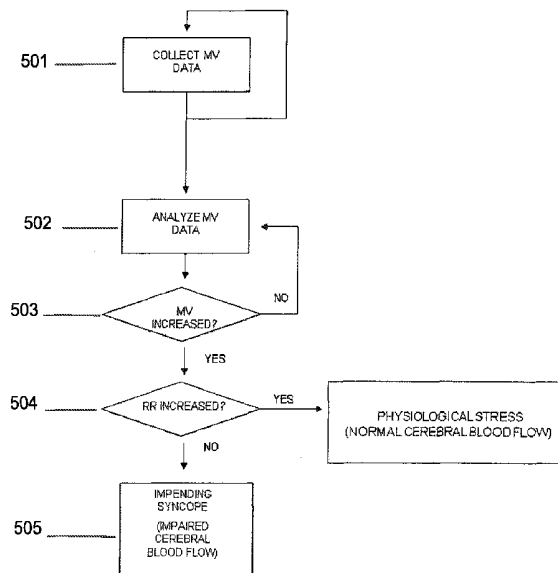 501
COLLECT MV
DATA
502
ANALYZE MV
DATA
NO
503
MV
INCREASED?
YES
504
RR INCREASED?
YES
PHYSIOLOGICAL STRESS
(NORMAL CEREBRAL BLOOD FLOW)
NO
505
IMPENDING
SYNCOPE
(IMPAIRED
CEREBRAL
BLOOD FLOW)